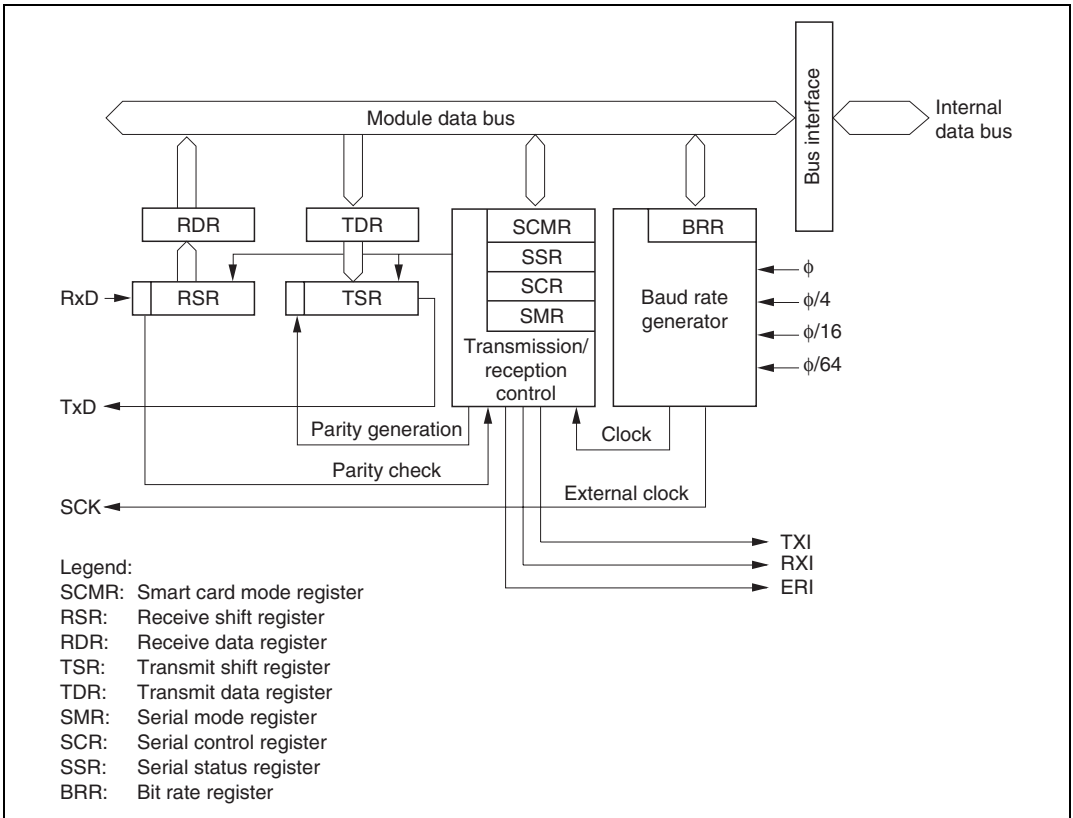 Bus interface
Internal
data bus
Module data bus
RDR
TDR
SCMR
SSR
SCR
SMR
Transmission/
reception
control
BRR
Baud rate
generator
φ
φ/4
φ/16
φ/64
RxD
RSR
TSR
TxD
Parity generation
Clock
Parity check
External clock
SCK
TXI
RXI
ERI
Legend:
SCMR: Smart card mode register
RSR: Receive shift register
RDR: Receive data register
TSR: Transmit shift register
TDR: Transmit data register
SMR: Serial mode register
SCR: Serial control register
SSR: Serial status register
BRR: Bit rate register